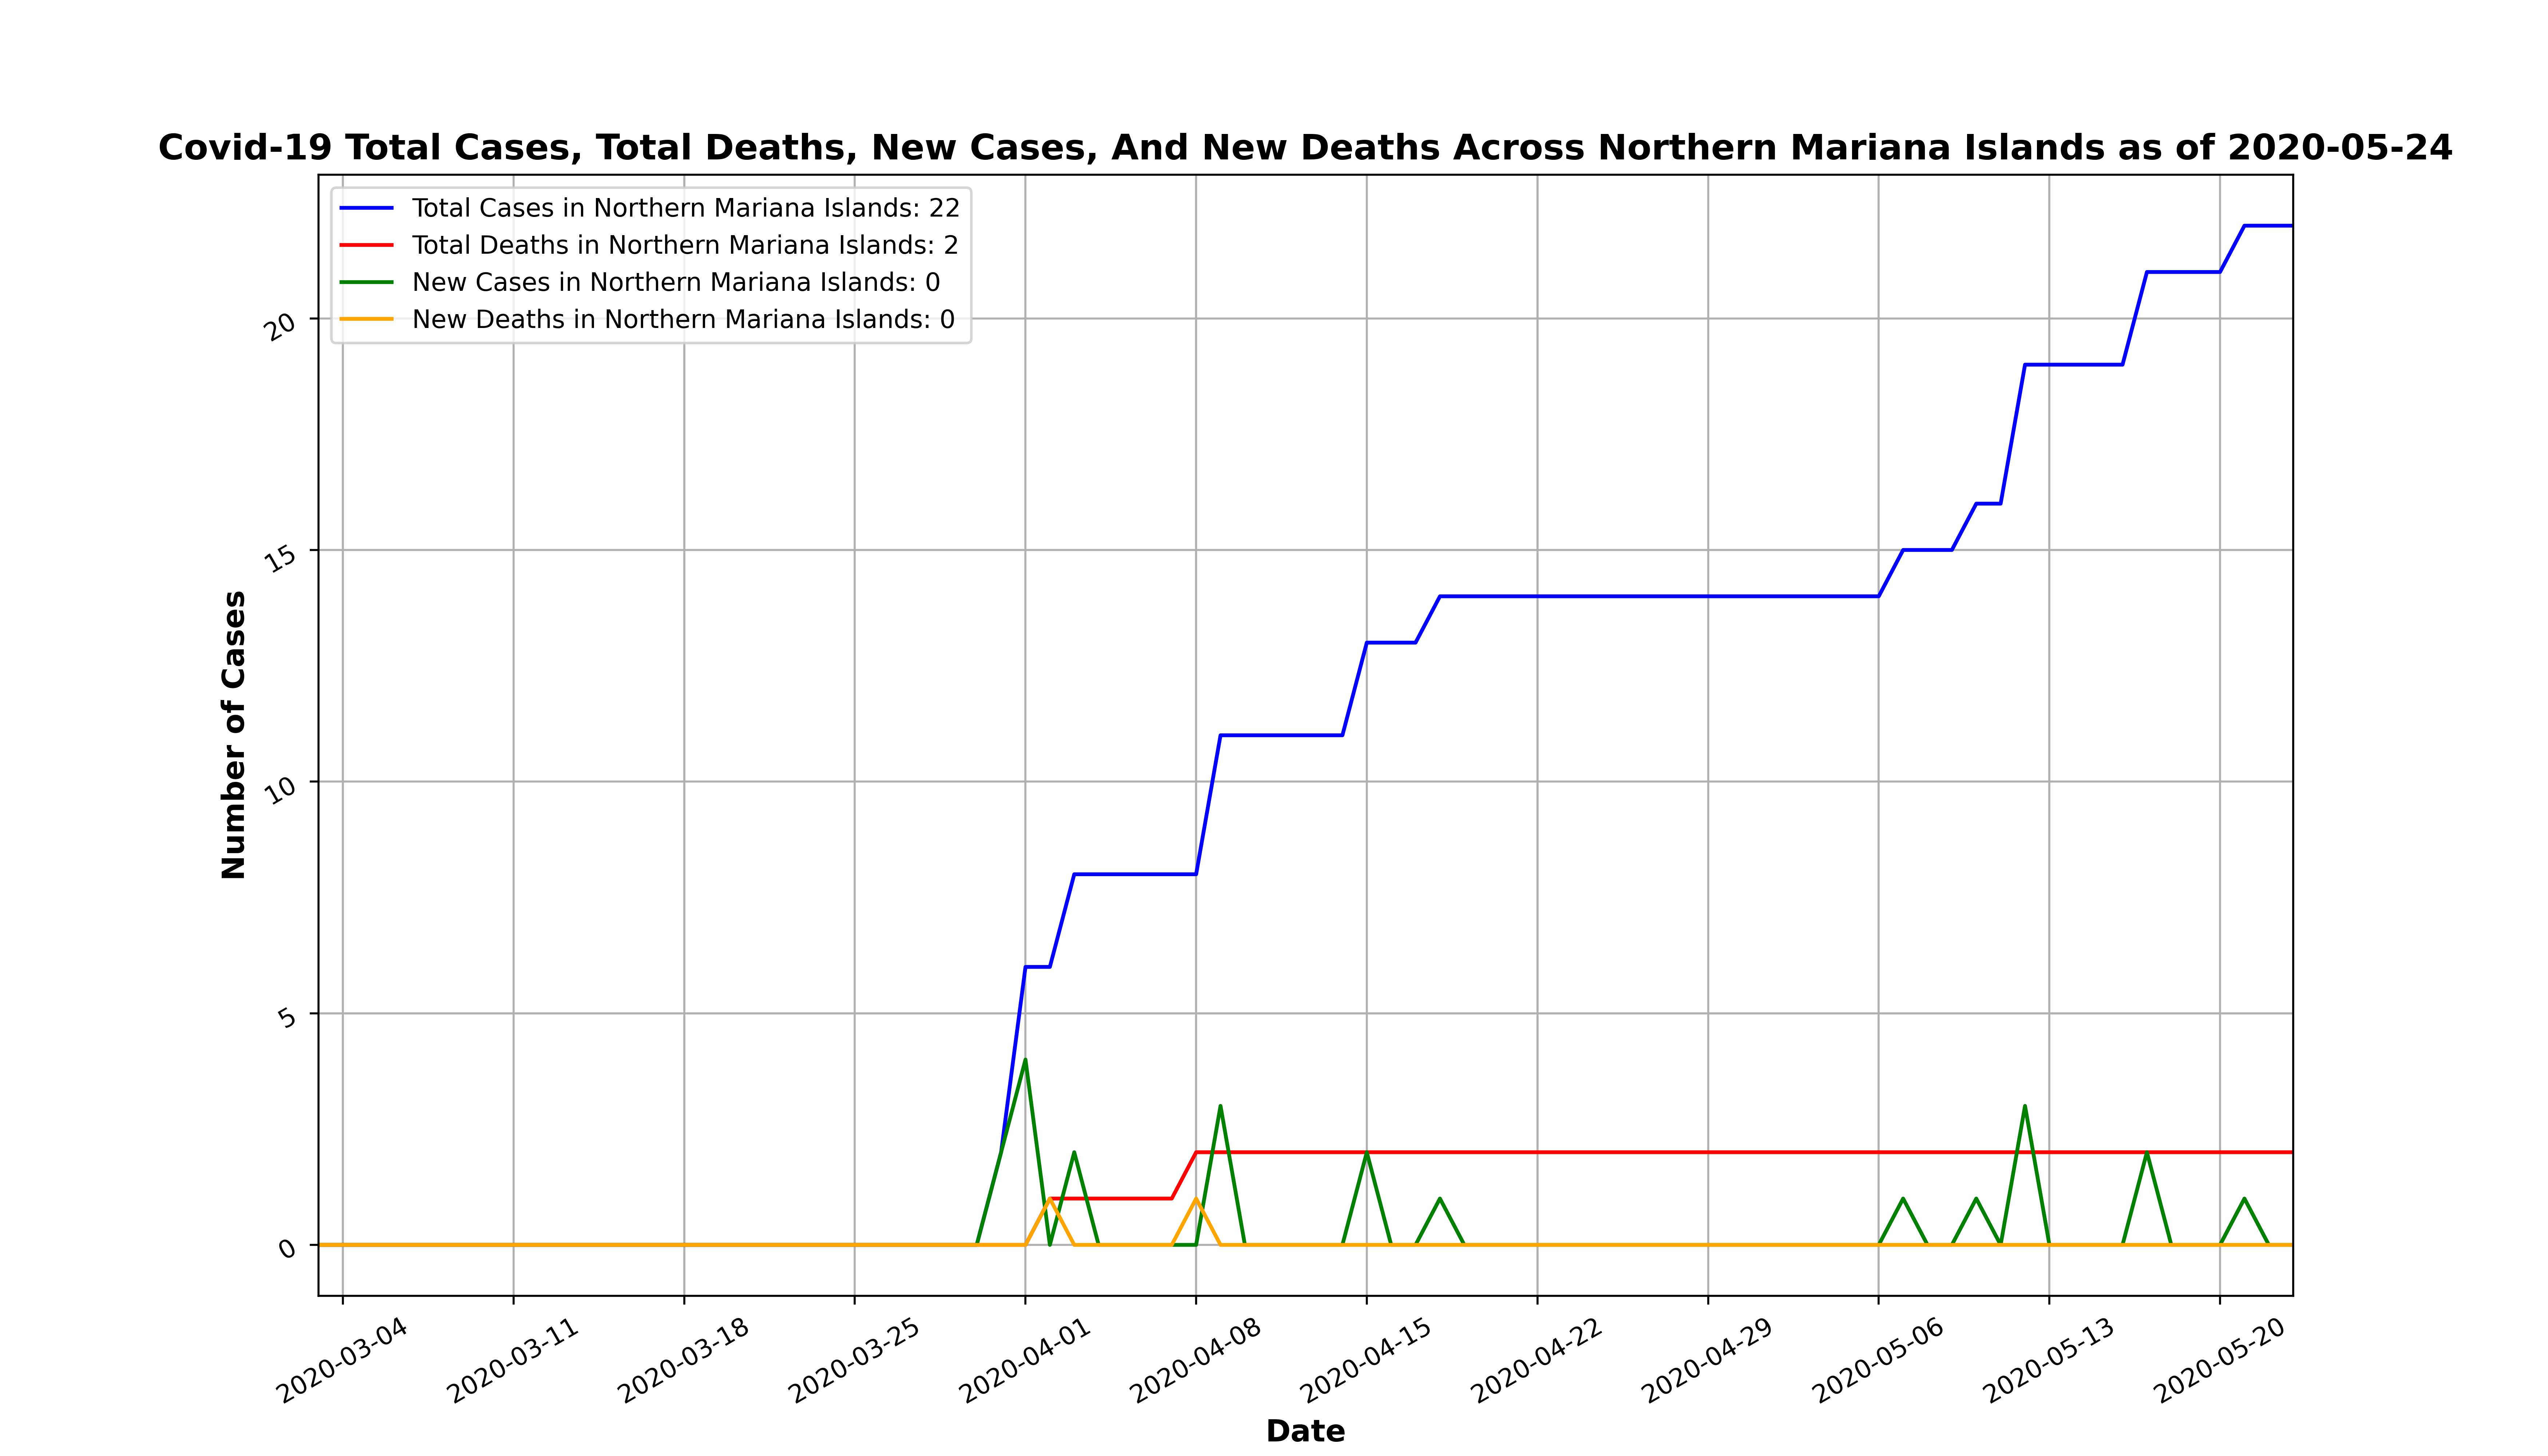 Covid-19 Total Cases, Total Deaths, New Cases, And New Deaths Across Northern Mariana Islands as of 2020-05-24
Total Cases in Northern Mariana Islands: 22
Total Deaths in Northern Mariana Islands: 2
New Cases in Northern Mariana Islands: 0
New Deaths in Northern Mariana Islands: 0
Number of Cases
20
15
10
5
0
2020-03-04
2020-03-11
2020-03-18
2020-03-25
2020-04-01
2020-04-08
2020-04-15
2020-04-22
2020-04-29
2020-05-06
2020-05-13
2020-05-20
Date